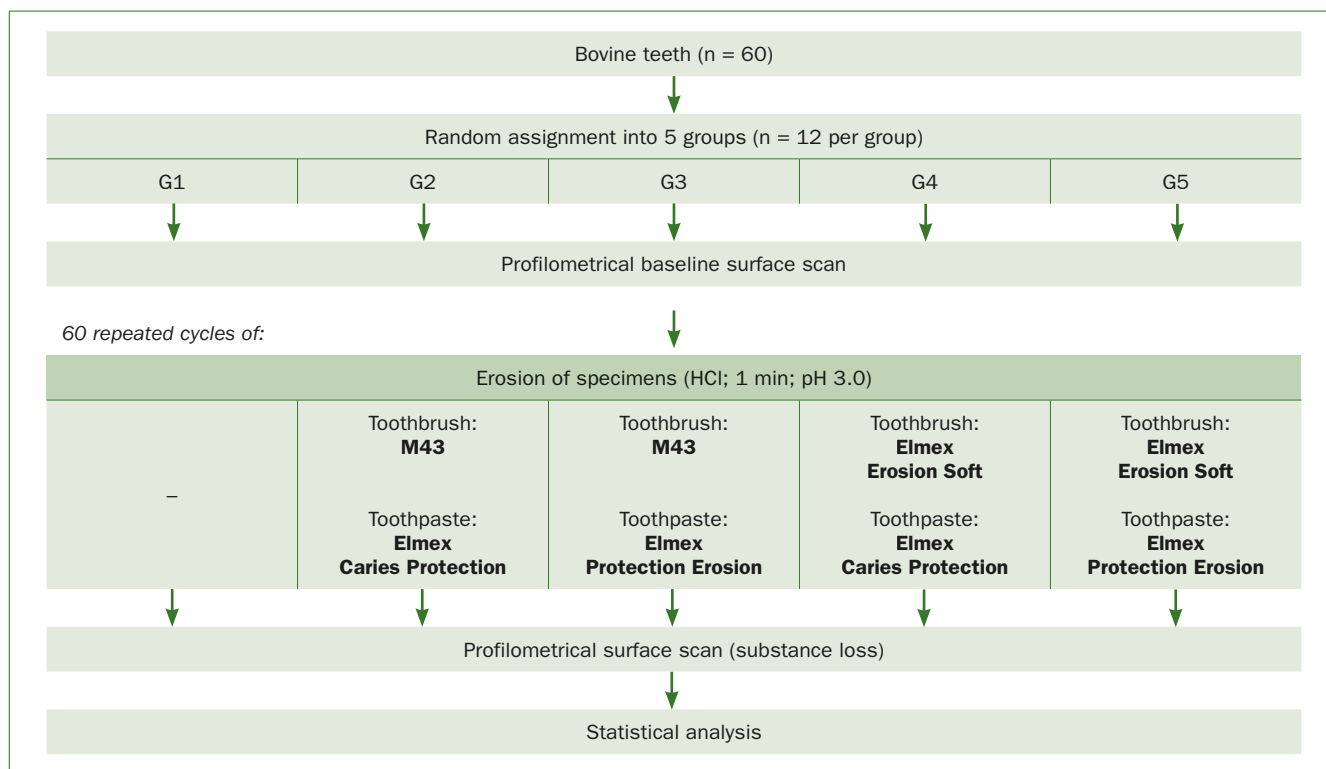 Bovine teeth (n = 60)
Random assignment into 5 groups (n = 12 per group)
G1
G2
G3
G4
G5
Profilometrical baseline surface scan
60 repeated cycles of:
Erosion of specimens (HCl; 1 min; pH 3.0)
–
Toothbrush:
M43
Toothpaste:
Elmex
Caries Protection
Toothbrush:
M43
Toothpaste:
Elmex
Protection Erosion
Toothbrush:
Elmex
Erosion Soft
Toothpaste:
Elmex
Caries Protection
Toothbrush:
Elmex
Erosion Soft
Toothpaste:
Elmex
Protection Erosion
Profilometrical surface scan (substance loss)
Statistical analysis